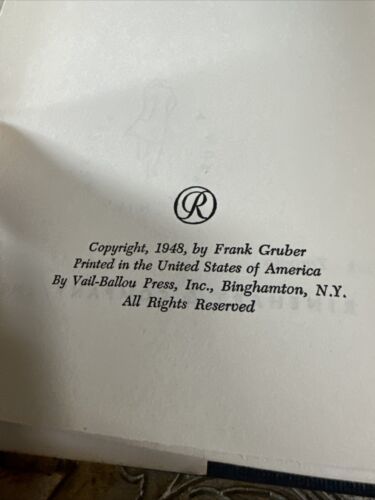 R
Copyright, 1948, by Frank Gruber
Printed in the United States of America
By Vail-Ballou Press, Inc., Binghamton, N.Y.
All Rights Reserved